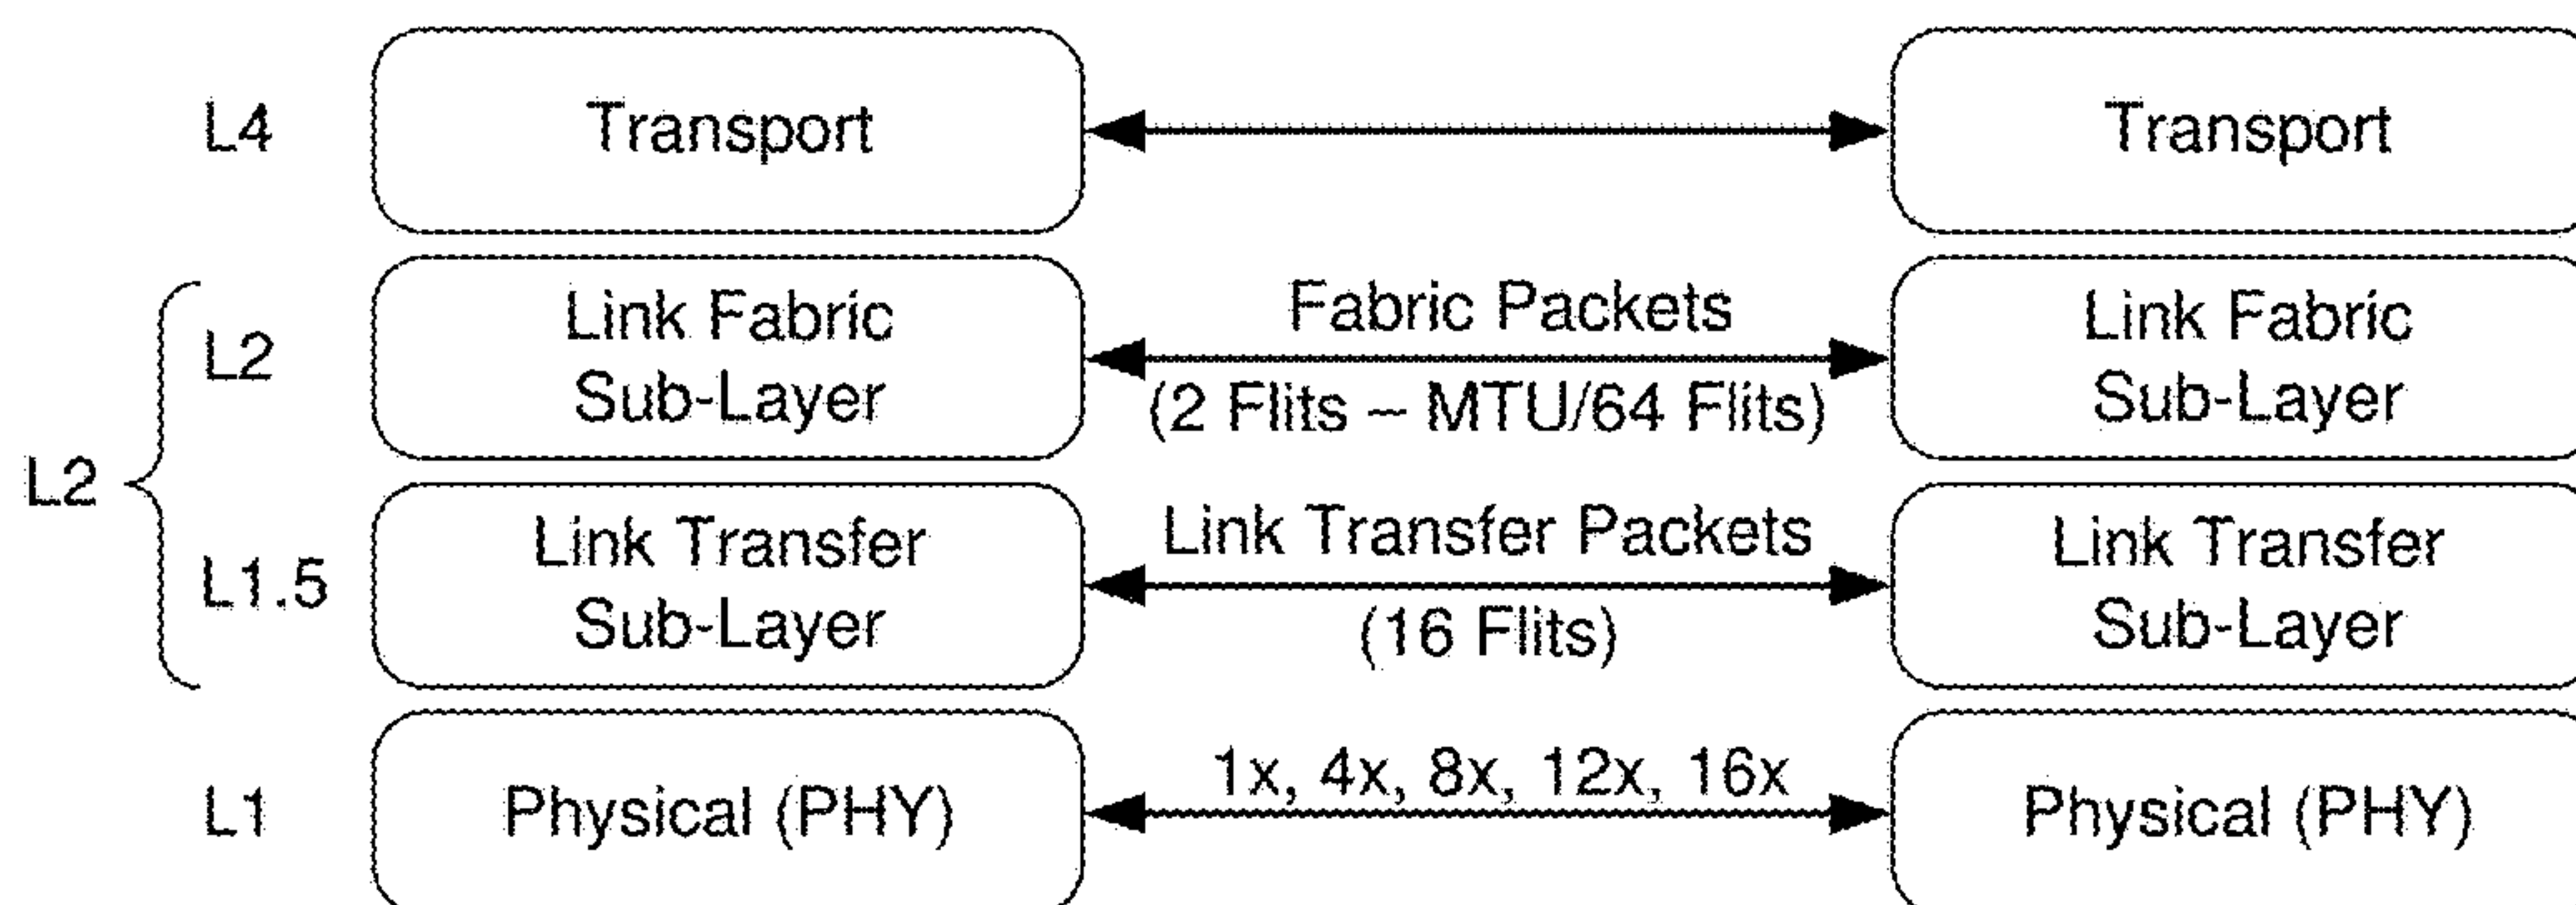 L4
Transport
Transport
L2
L2
Link Fabric
Sub-Layer
Fabric Packets
(2 Flits – MTU/64 Flits)
Link Fabric
Sub-Layer
L1.5
Link Transfer
Sub-Layer
Link Transfer Packets
(16 Flits)
Link Transfer
Sub-Layer
L1
Physical (PHY)
1x, 4x, 8x, 12x, 16x
Physical (PHY)